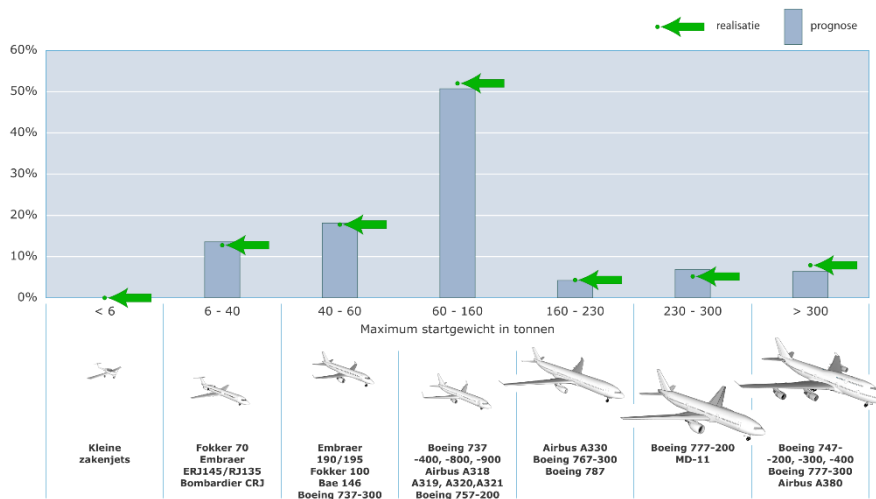 realisatie
prognose
60%
50%
40%
30%
20%
10%
0%
< 6
6 - 40
40 - 60
60 - 160
160 - 230
230 - 300
> 300
Maximum startgewicht in tonnen
Kleine
zakenjets
Fokker 70
Embraer
ERJ145/RJ135
Bombardier CRJ
Embraer
190/195
Fokker 100
Bae 146
Boeing 737-300
Boeing 737
-400, -800, -900
Airbus A318
A319, A320,A321
Boeing 757-200
Airbus A330
Boeing 767-300
Boeing 787
Boeing 777-200
MD-11
Boeing 747-
-200, -300, -400
Boeing 777-300
Airbus A380